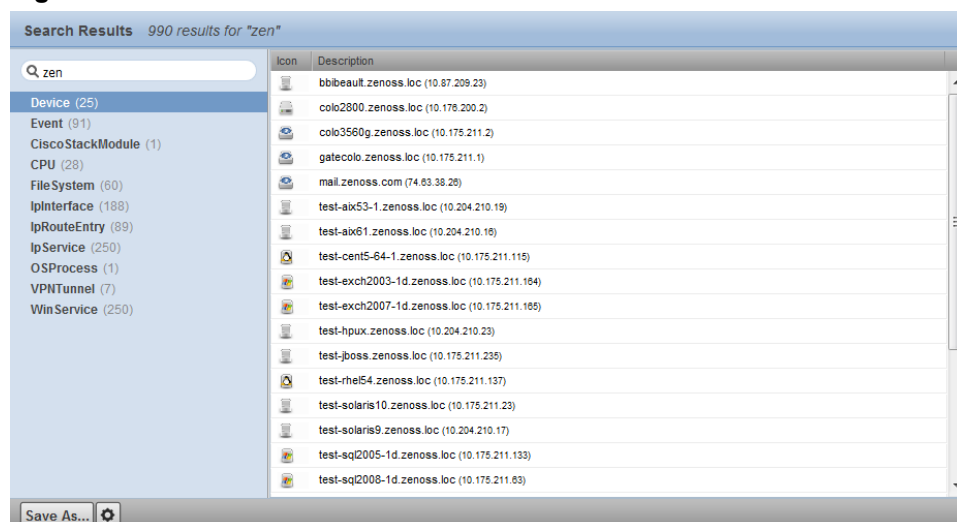 Search Results 990 results for "zen"
zen
Device (25)
Event (91)
CiscoStackModule (1)
CPU (28)
FileSystem (60)
IpInterface (188)
IpRouteEntry (89)
IpService (250)
OSProcess (1)
VPNTunnel (7)
WinService (250)
Icon Description
bbibeault.zenoss.loc (10.87.209.23)
colo2800.zenoss.loc (10.176.200.2)
colo3560g.zenoss.loc (10.175.211.2)
gatecolo.zenoss.loc (10.175.211.1)
mail.zenoss.com (74.63.38.26)
test-aix53-1.zenoss.loc (10.204.210.19)
test-aix61.zenoss.loc (10.204.210.16)
test-cent5-64-1.zenoss.loc (10.175.211.115)
test-exch2003-1d.zenoss.loc (10.175.211.164)
test-exch2007-1d.zenoss.loc (10.175.211.165)
test-hpux.zenoss.loc (10.204.210.23)
test-jboss.zenoss.loc (10.175.211.235)
test-rhel54.zenoss.loc (10.175.211.137)
test-solaris10.zenoss.loc (10.175.211.23)
test-solaris9.zenoss.loc (10.204.210.17)
test-sql2005-1d.zenoss.loc (10.175.211.133)
test-sql2008-1d.zenoss.loc (10.175.211.63)
Save As...